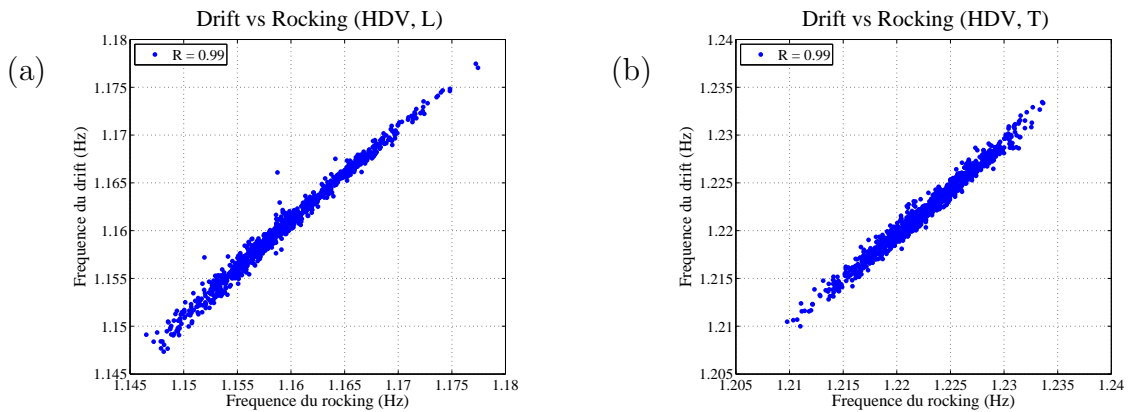 Drift vs Rocking (HDV, L)
(a)
R = 0.99
1.18
1.175
1.17
1.165
1.16
1.155
1.15
1.145
Frequence du drift (Hz)
1.145 1.15 1.155 1.16 1.165 1.17 1.175 1.18
Frequence du rocking (Hz)
Drift vs Rocking (HDV, T)
(b)
R = 0.99
1.24
1.235
1.23
1.225
1.22
1.215
1.21
1.205
Frequence du drift (Hz)
1.205 1.21 1.215 1.22 1.225 1.23 1.235 1.24
Frequence du rocking (Hz)